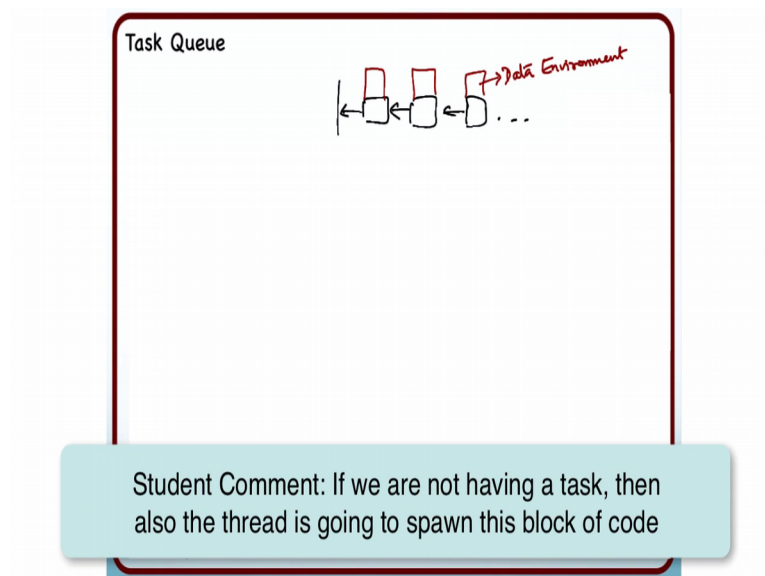 Task Queue
Data Environment
...
Student Comment: If we are not having a task, then
also the thread is going to spawn this block of code